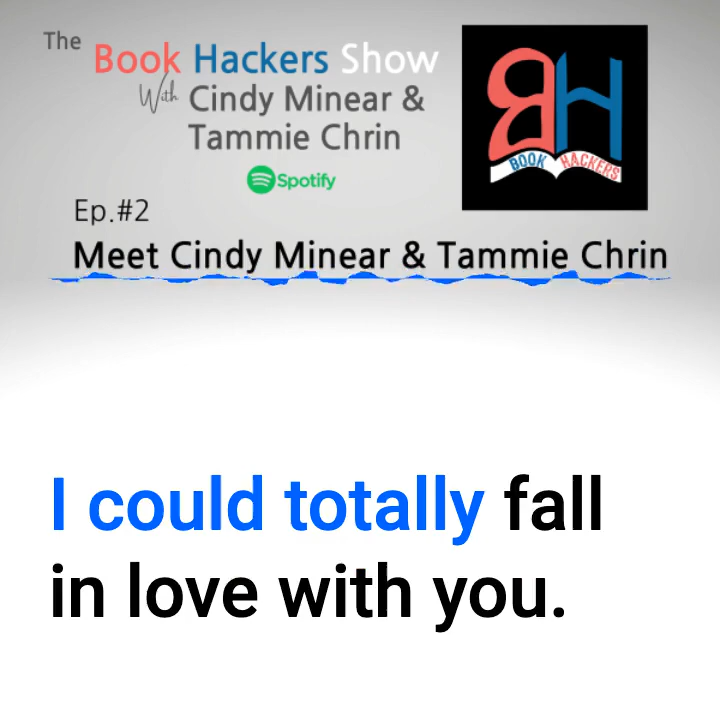 The Book Hackers Show
With Cindy Minear &
Tammie Chrin
Spotify
BH
BOOK HACKERS
Ep.#2
Meet Cindy Minear & Tammie Chrin
I could totally fall
in love with you.